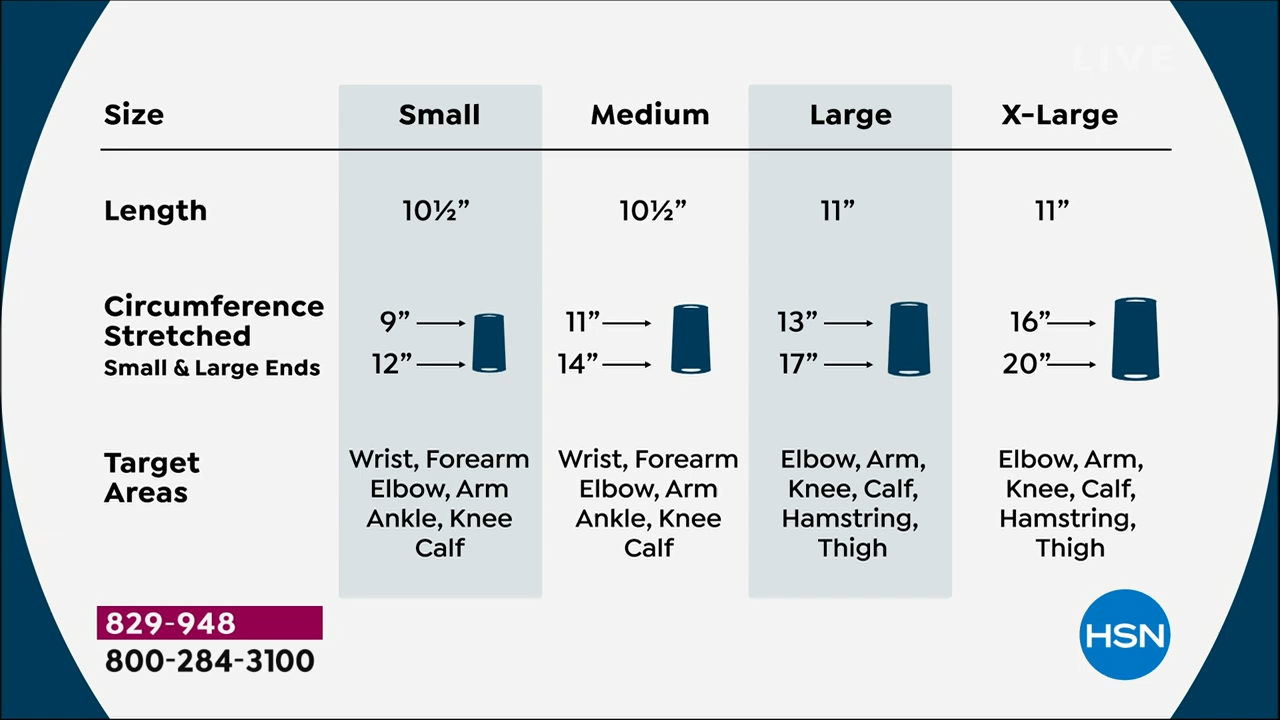 LIVE
Size Small Medium Large X-Large
Length 10½” 10½” 11” 11”
Circumference
Stretched
Small & Large Ends
9” 11” 13” 16”
12” 14” 17” 20”
Target
Areas
Wrist, Forearm
Elbow, Arm
Ankle, Knee
Calf
Wrist, Forearm
Elbow, Arm
Ankle, Knee
Calf
Elbow, Arm,
Knee, Calf,
Hamstring,
Thigh
Elbow, Arm,
Knee, Calf,
Hamstring,
Thigh
829-948
800-284-3100
HSN